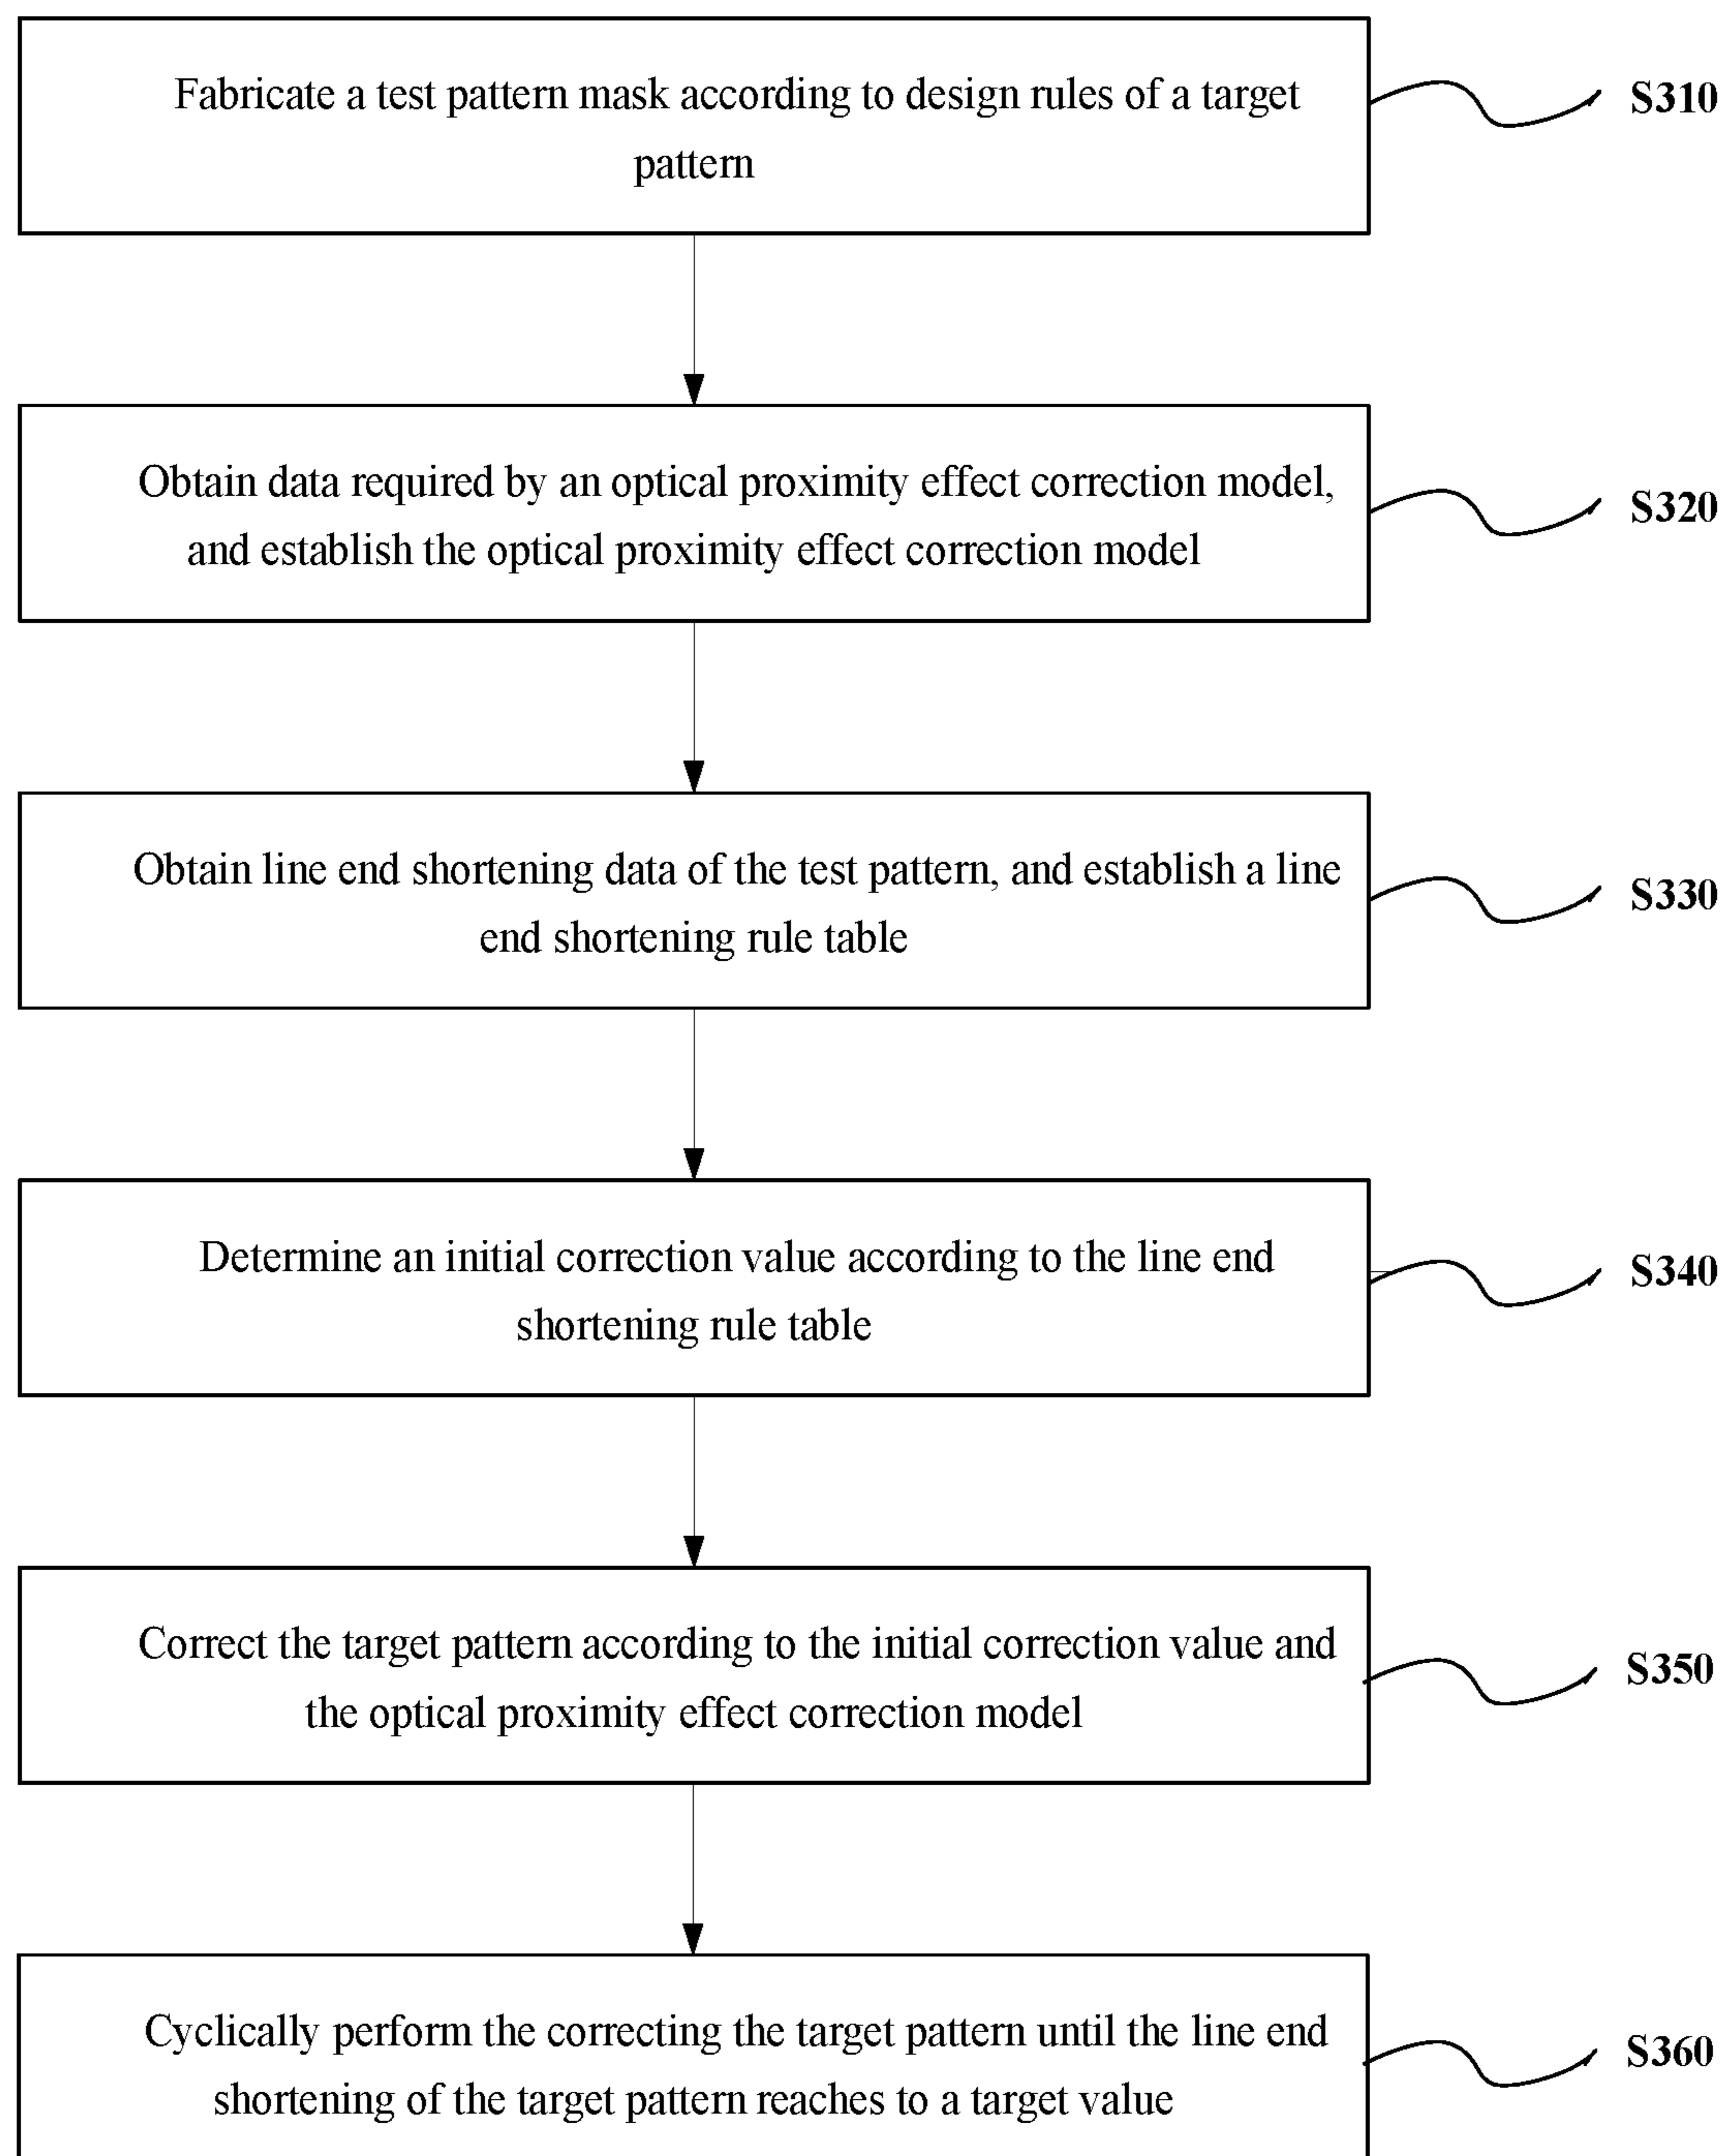 Fabricate a test pattern mask according to design rules of a target
pattern
S310
Obtain data required by an optical proximity effect correction model,
and establish the optical proximity effect correction model
S320
Obtain line end shortening data of the test pattern, and establish a line
end shortening rule table
S330
Determine an initial correction value according to the line end
shortening rule table
S340
Correct the target pattern according to the initial correction value and
the optical proximity effect correction model
S350
Cyclically perform the correcting the target pattern until the line end
shortening of the target pattern reaches to a target value
S360